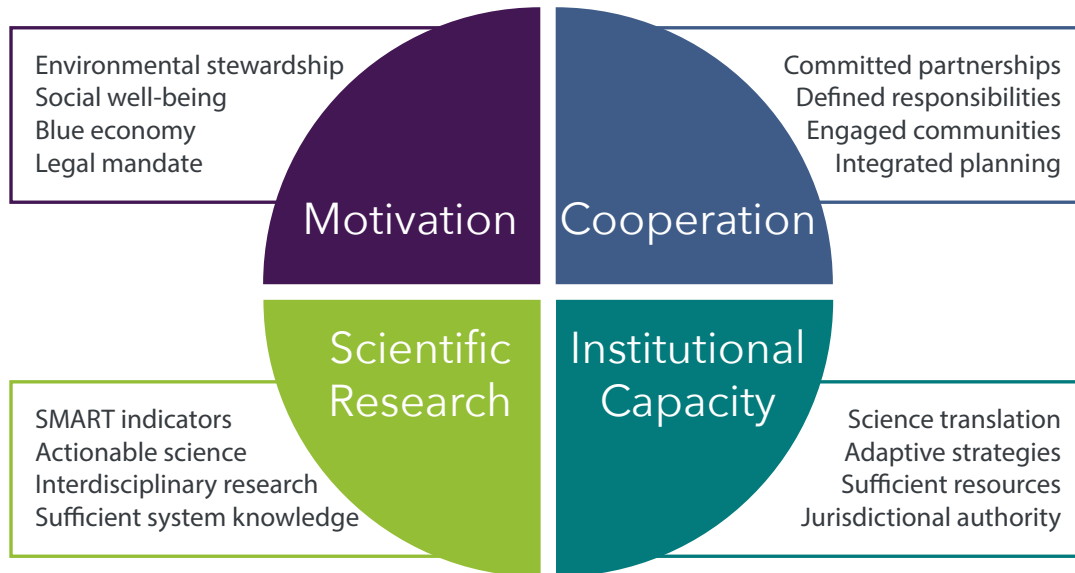 Environmental stewardship
Social well-being
Blue economy
Legal mandate
Motivation
Committed partnerships
Defined responsibilities
Engaged communities
Integrated planning
Cooperation
Scientific
Research
SMART indicators
Actionable science
Interdisciplinary research
Sufficient system knowledge
Institutional
Capacity
Science translation
Adaptive strategies
Sufficient resources
Jurisdictional authority